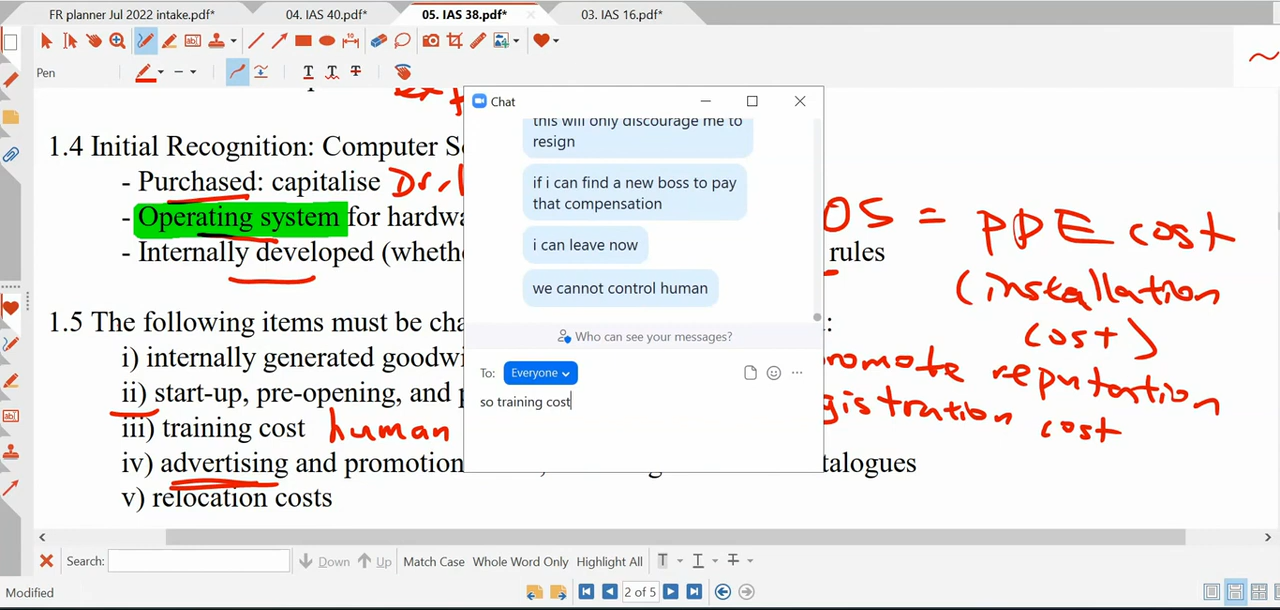 FR planner Jul 2022 intake.pdf* 04. IAS 40.pdf* 05. IAS 38.pdf* 03. IAS 16.pdf*
Pen
1.4 Initial Recognition: Computer S
- Purchased: capitalise Dr.
- Operating system for hardwa
OS = PPE cost
- Internally developed (wheth
rules
(installation
cost)
1.5 The following items must be cha
i) internally generated goodwi
promote reputation
ii) start-up, pre-opening, and p
gistration cost
iii) training cost human
iv) advertising and promotion
talogues
v) relocation costs
Chat
this will only discourage me to
resign
if i can find a new boss to pay
that compensation
i can leave now
we cannot control human
Who can see your messages?
To: Everyone
so training cost
Search: Down Up Match Case Whole Word Only Highlight All
Modified 2 of 5